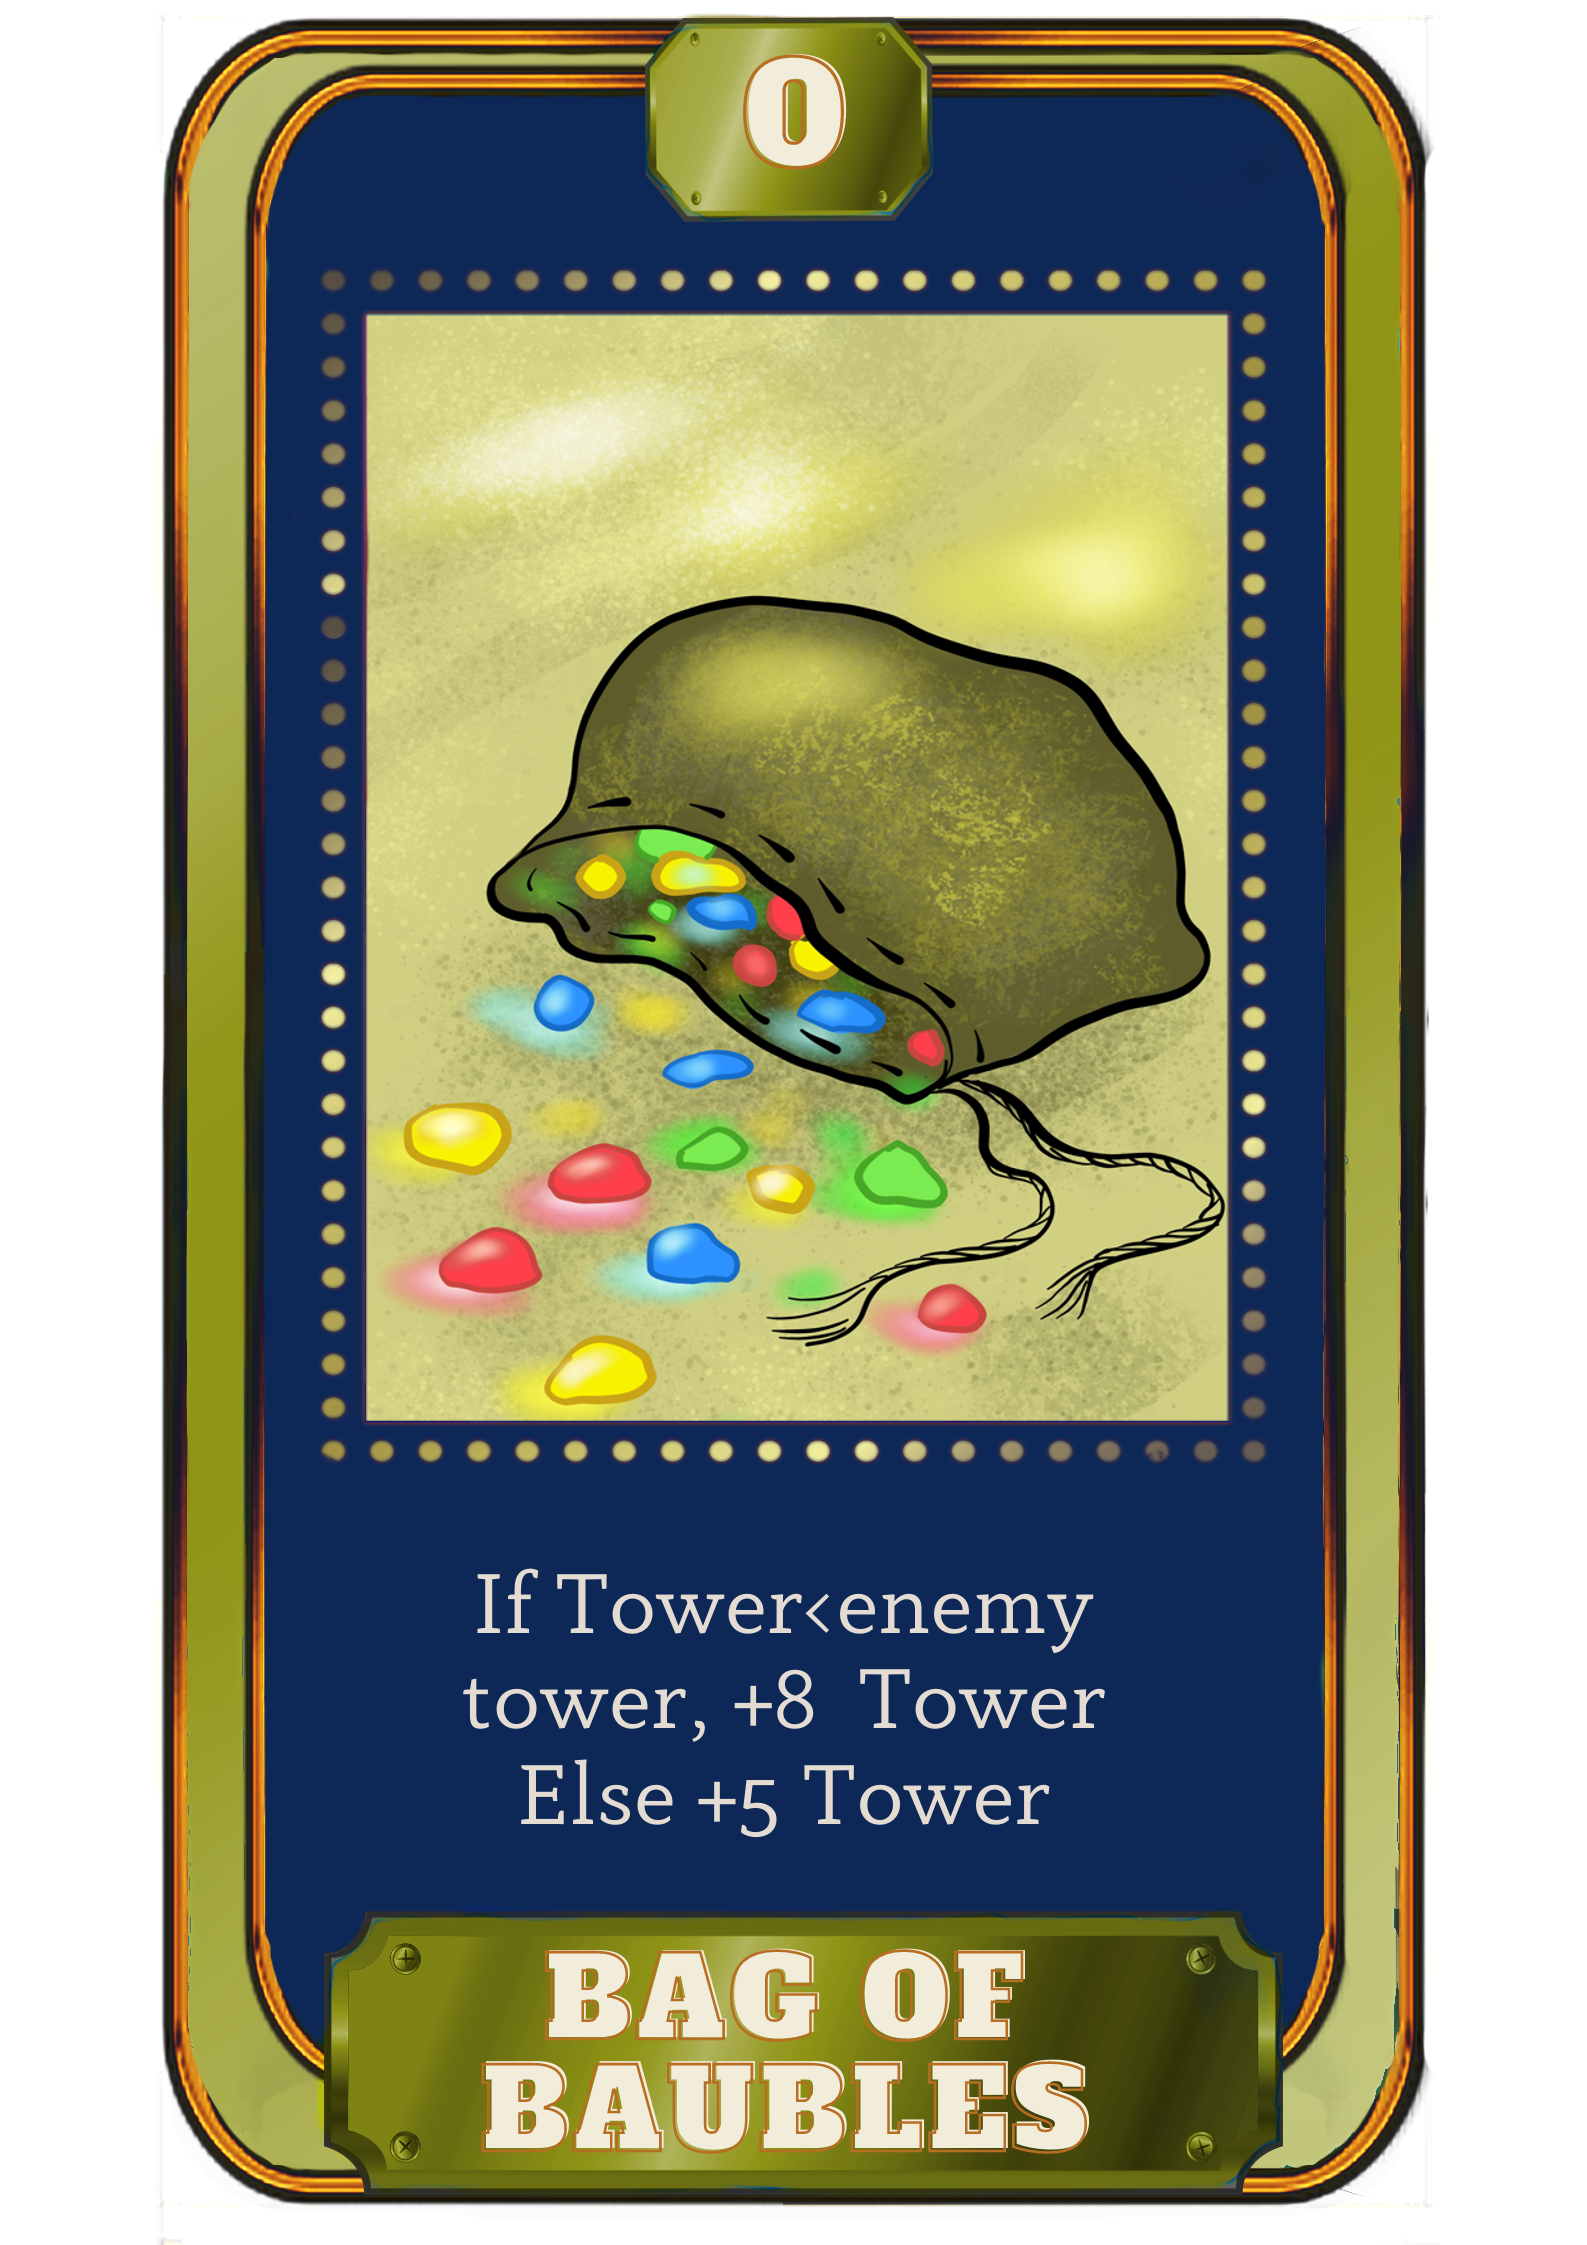 0
If Tower<enemy
tower, +8 Tower
Else +5 Tower
BAG OF
BAUBLES